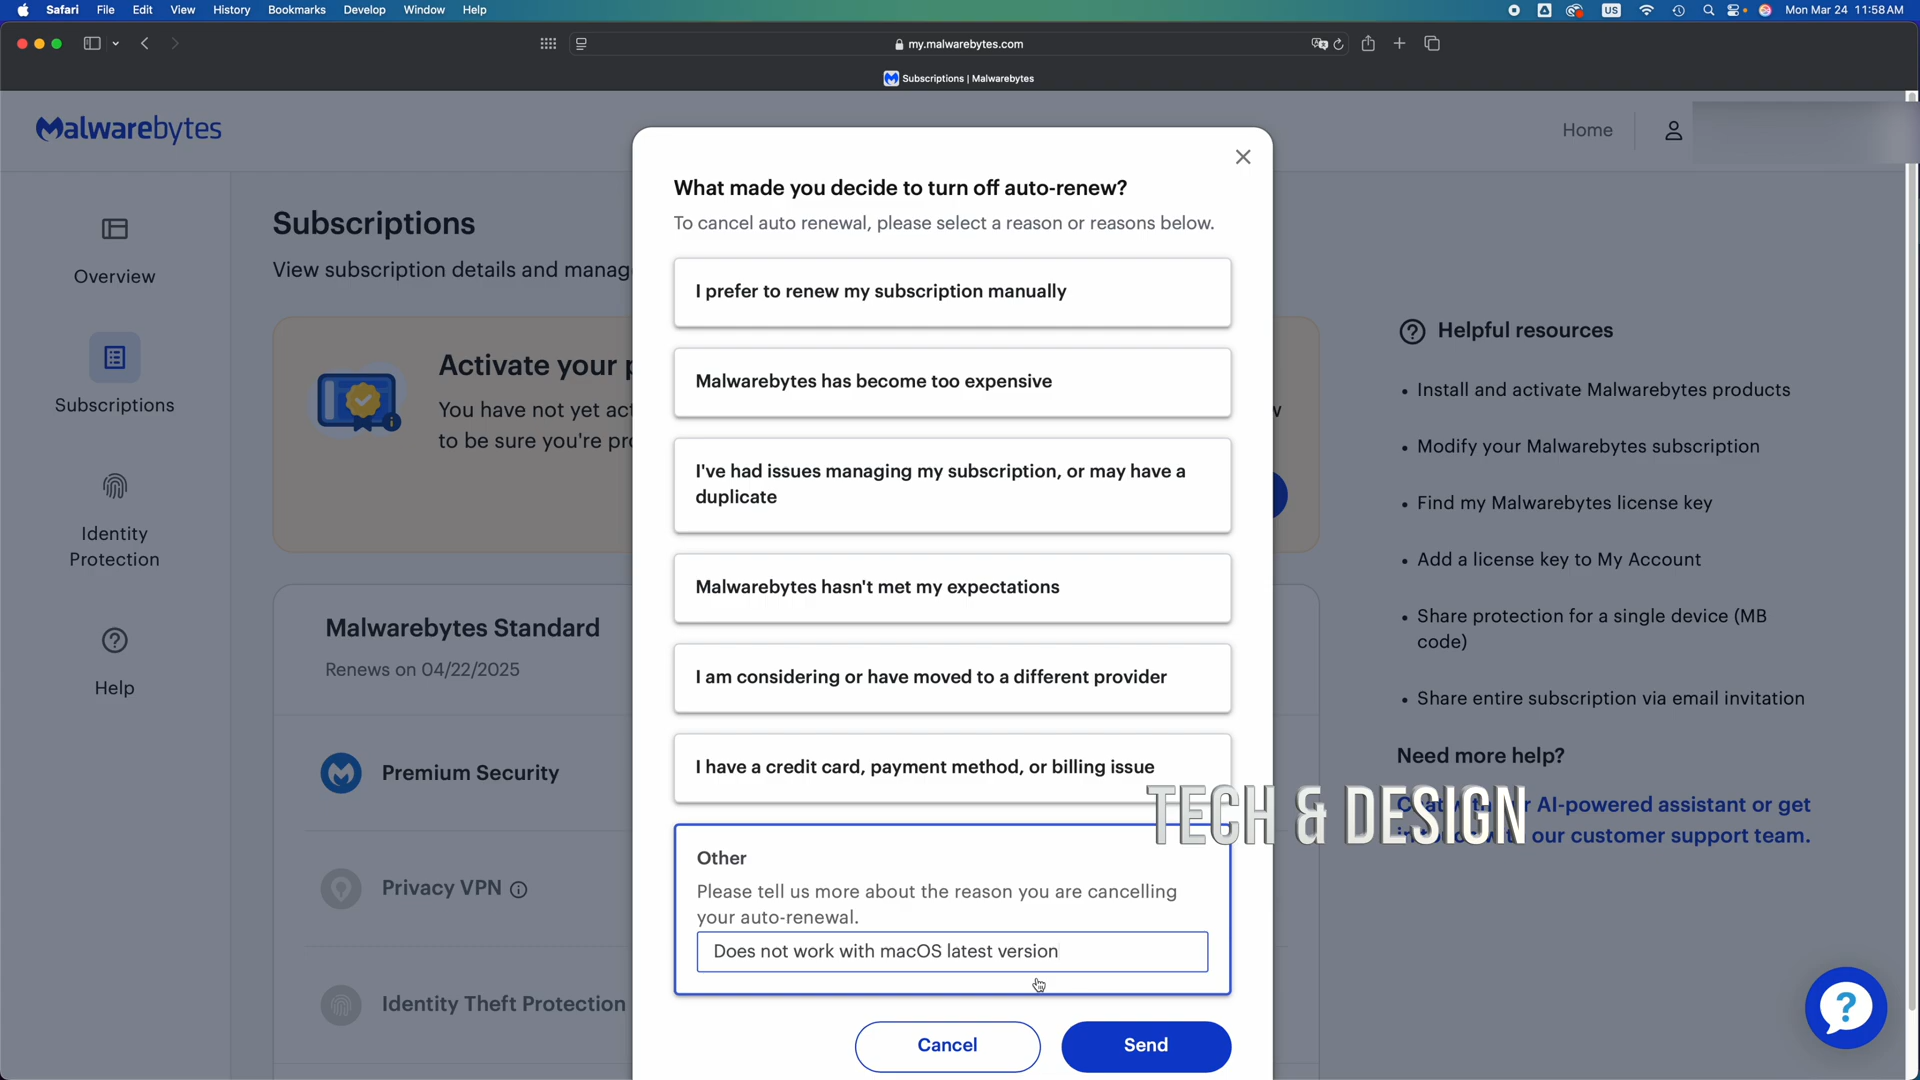 Safari File Edit View History Bookmarks Develop Window Help
US
Mon Mar 24 11:58 AM
my.malwarebytes.com
Subscriptions | Malwarebytes
Malwarebytes
Home
Overview
Subscriptions
Identity
Protection
Help
Subscriptions
View subscription details and manag
Activate your p
You have not yet act
to be sure you're pro
w
Malwarebytes Standard
Renews on 04/22/2025
Premium Security
Privacy VPN
Identity Theft Protection
What made you decide to turn off auto-renew?
To cancel auto renewal, please select a reason or reasons below.
I prefer to renew my subscription manually
Malwarebytes has become too expensive
I've had issues managing my subscription, or may have a
duplicate
Malwarebytes hasn't met my expectations
I am considering or have moved to a different provider
I have a credit card, payment method, or billing issue
Other
Please tell us more about the reason you are cancelling
your auto-renewal.
Does not work with macOS latest version
Cancel
Send
Helpful resources
• Install and activate Malwarebytes products
• Modify your Malwarebytes subscription
• Find my Malwarebytes license key
• Add a license key to My Account
• Share protection for a single device (MB
code)
• Share entire subscription via email invitation
Need more help?
AI-powered assistant or get
our customer support team.
TECH & DESIGN
?